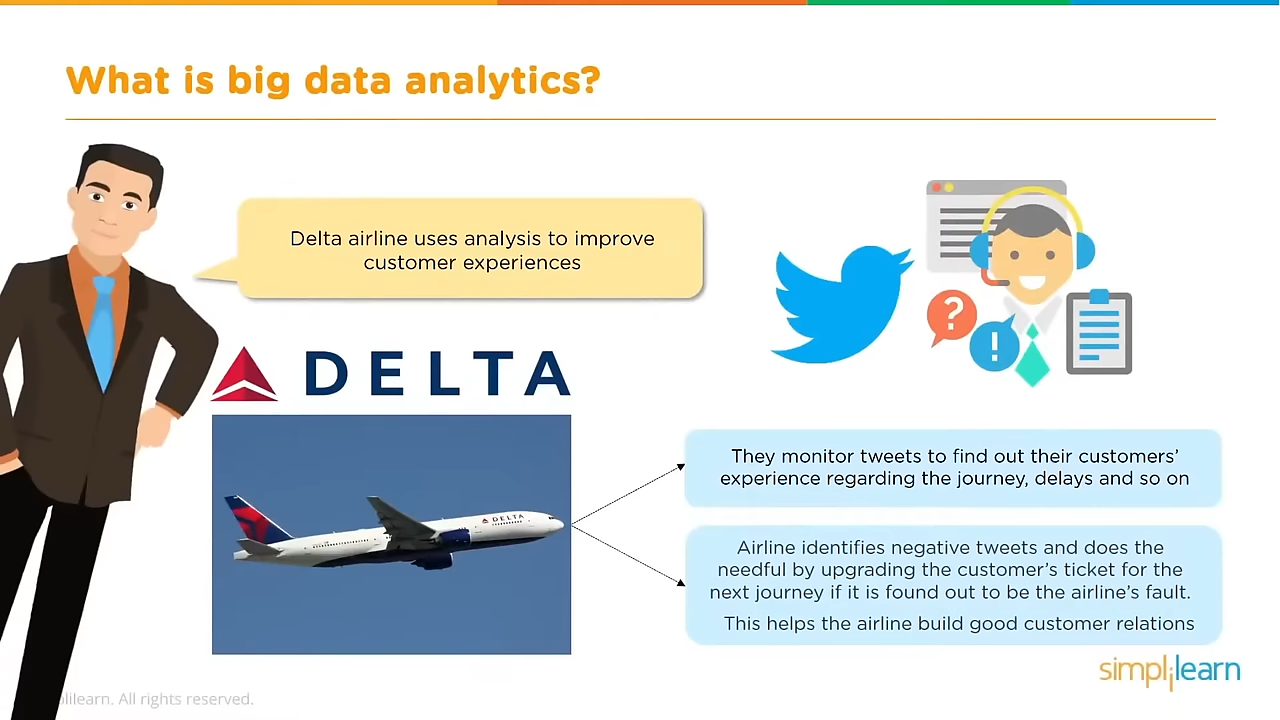 What is big data analytics?
Delta airline uses analysis to improve
customer experiences
DELTA
DELTA
?
!
They monitor tweets to find out their customers'
experience regarding the journey, delays and so on
Airline identifies negative tweets and does the
needful by upgrading the customer's ticket for the
next journey if it is found out to be the airline's fault.
This helps the airline build good customer relations
simplilearn
lilearn. All rights reserved.